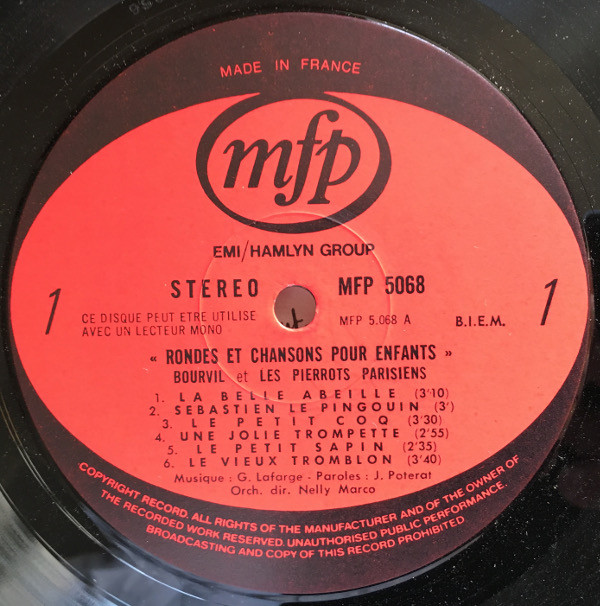 MADE IN FRANCE
mfp
EMI/HAMLYN GROUP
STEREO MFP 5068
1 1
CE DISQUE PEUT ETRE UTILISE
AVEC UN LECTEUR MONO
MFP 5.068 A B.I.E.M.
« RONDES ET CHANSONS POUR ENFANTS »
BOURVIL et LES PIERROTS PARISIENS
1. LA BELLE ABEILLE (3'10)
2. SEBASTIEN LE PINGOUIN (3')
3. LE PETIT COQ (3'30)
4. UNE JOLIE TROMPETTE (2'55)
5. LE PETIT SAPIN (2'35)
6. LE VIEUX TROMBLON (3'40)
Musique : G. Lafarge - Paroles : J. Poterat
Orch. dir. Nelly Marco
COPYRIGHT RECORD. ALL RIGHTS OF THE MANUFACTURER AND OF THE OWNER OF
THE RECORDED WORK RESERVED. UNAUTHORISED PUBLIC PERFORMANCE.
BROADCASTING AND COPY OF THIS RECORD PROHIBITED